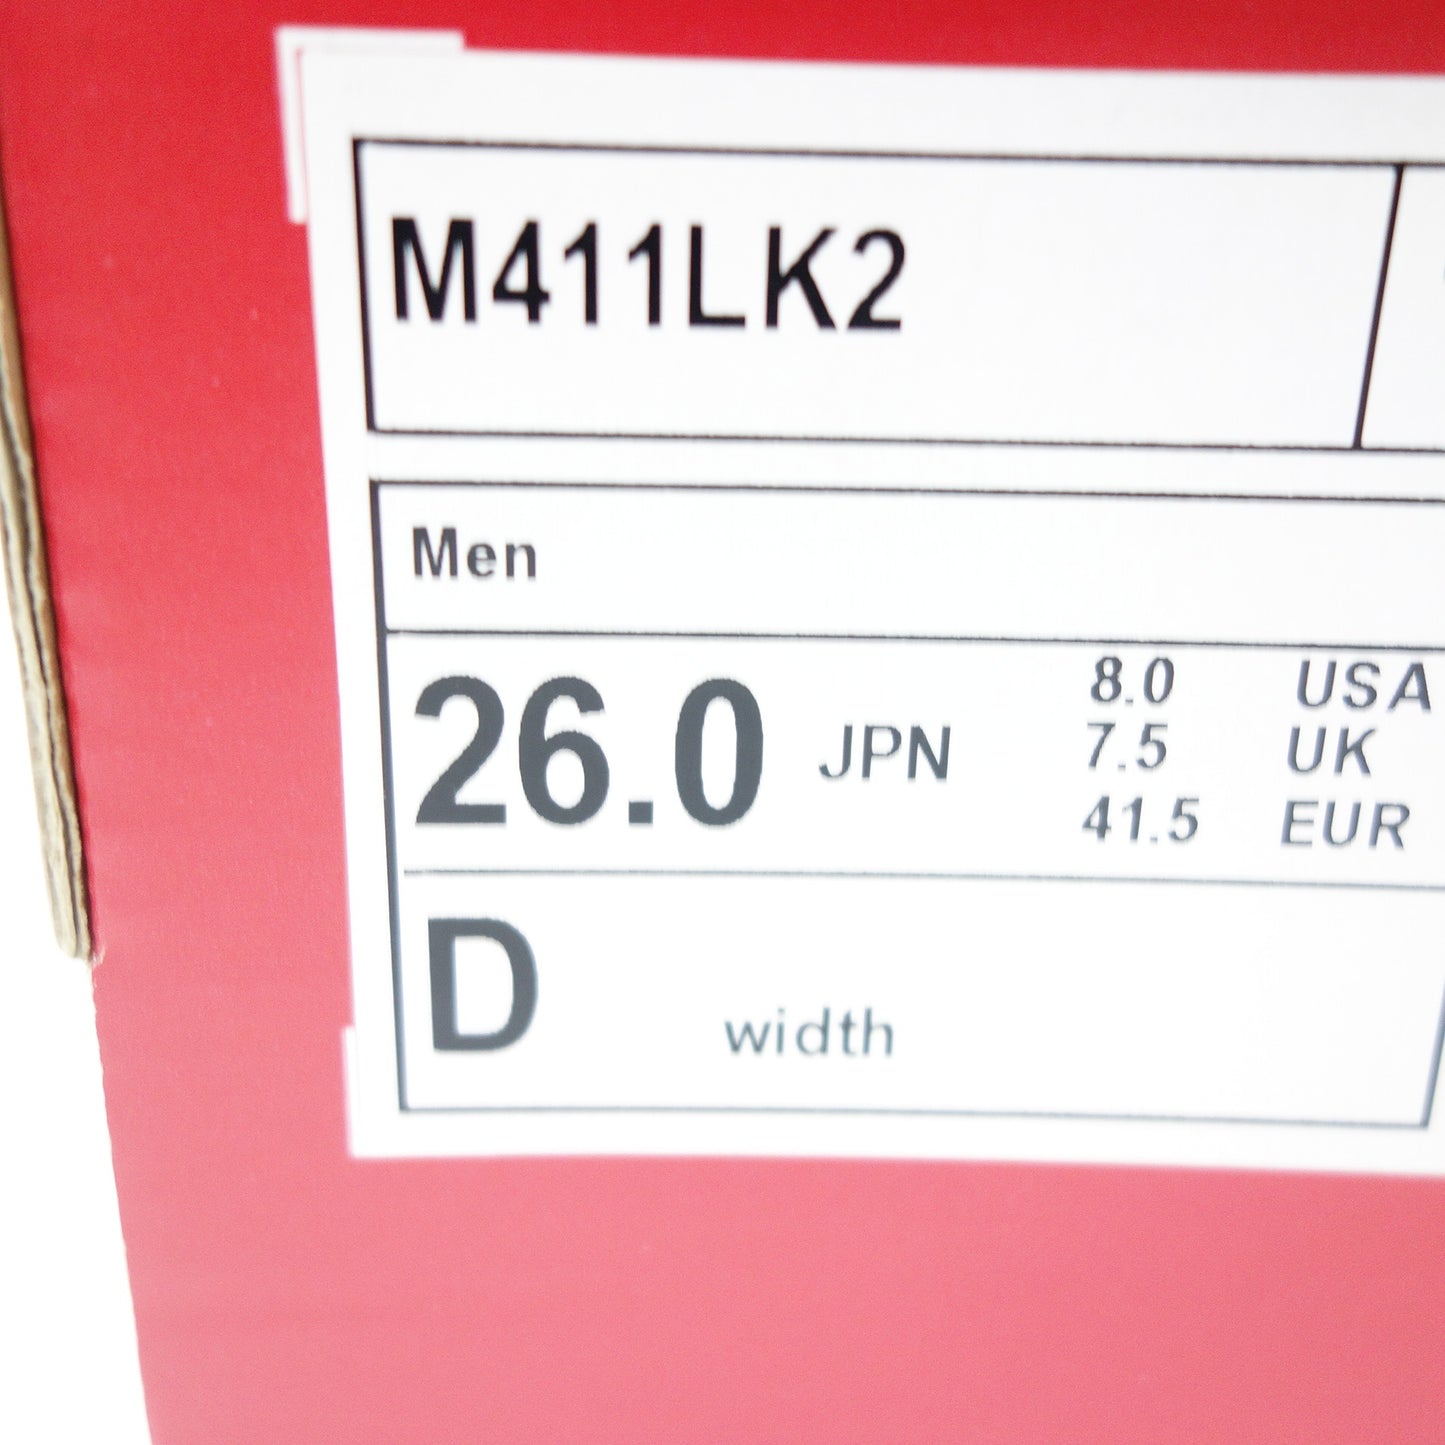 M411LK2
Men
26.0 JPN
8.0 USA
7.5 UK
41.5 EUR
D width